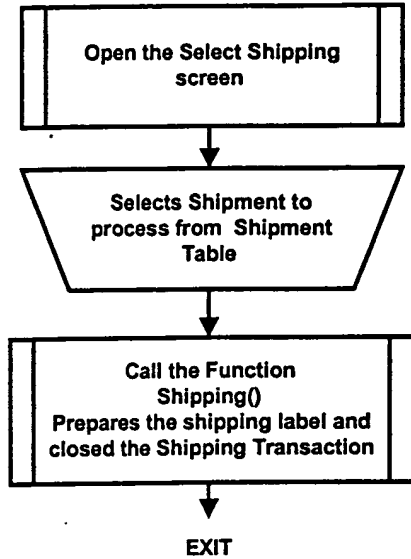 Open the Select Shipping
screen
Selects Shipment to
process from Shipment
Table
Call the Function
Shipping()
Prepares the shipping label and
closed the Shipping Transaction
EXIT